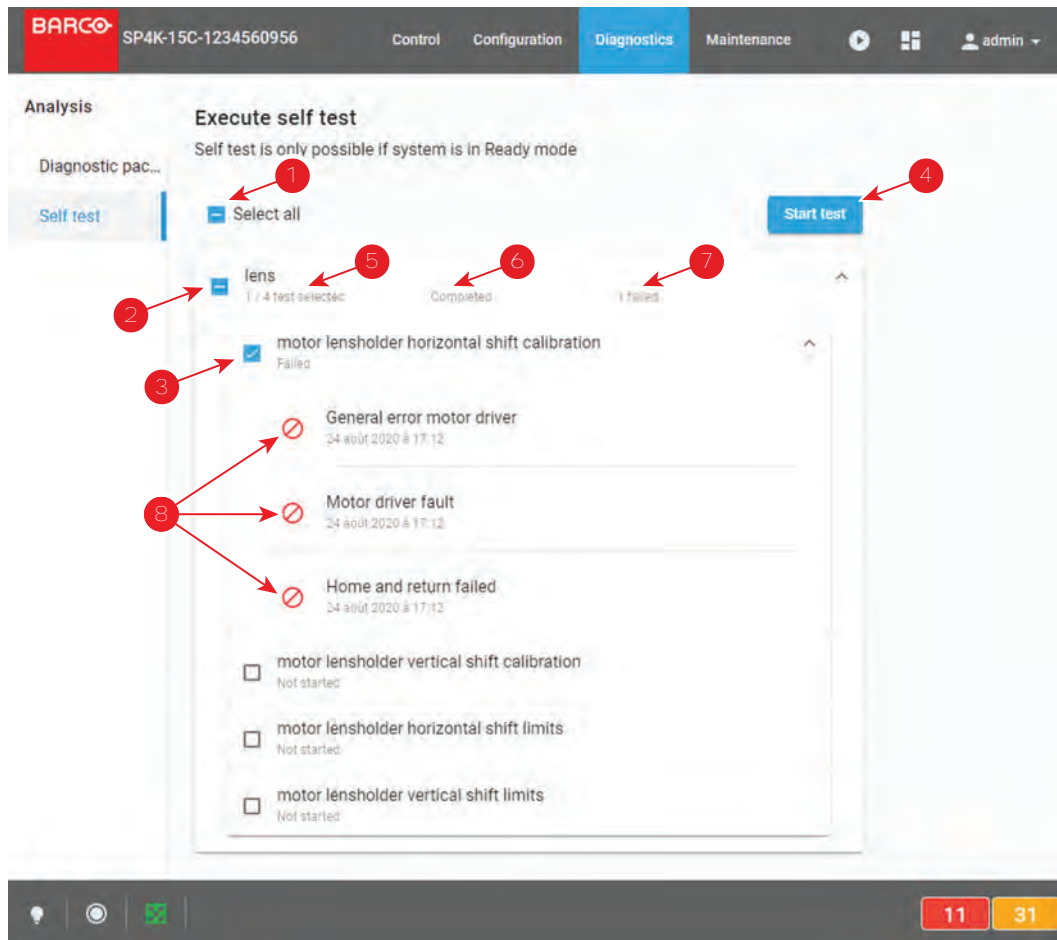 BARCO
SP4K-15C-1234560956
Control
Configuration
Diagnostics
Maintenance
admin
Analysis
Diagnostic pac...
Self test
Execute self test
Self test is only possible if system is in Ready mode
1
Select all
4
Start test
2
lens
5
1 / 4 test selected
6
Completed
7
1 failed
3
motor lensholder horizontal shift calibration
Failed
8
General error motor driver
24 août 2020 à 17:12
Motor driver fault
24 août 2020 à 17:12
Home and return failed
24 août 2020 à 17:12
motor lensholder vertical shift calibration
Not started
motor lensholder horizontal shift limits
Not started
motor lensholder vertical shift limits
Not started
11
31